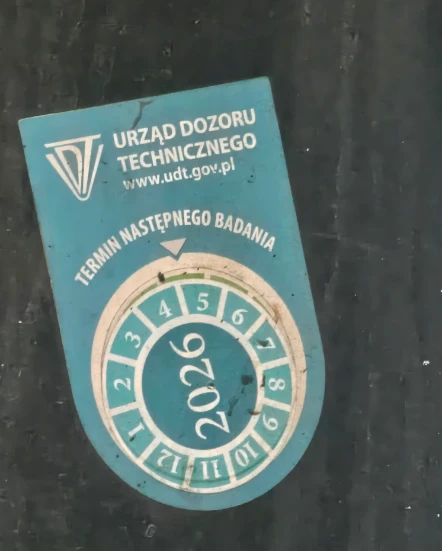 UDT
URZĄD DOZORU
TECHNICZNEGO
www.udt.gov.pl
TERMIN NASTĘPNEGO BADANIA
1 2 3 4 5 6 7 8 9 10 11 12
2026